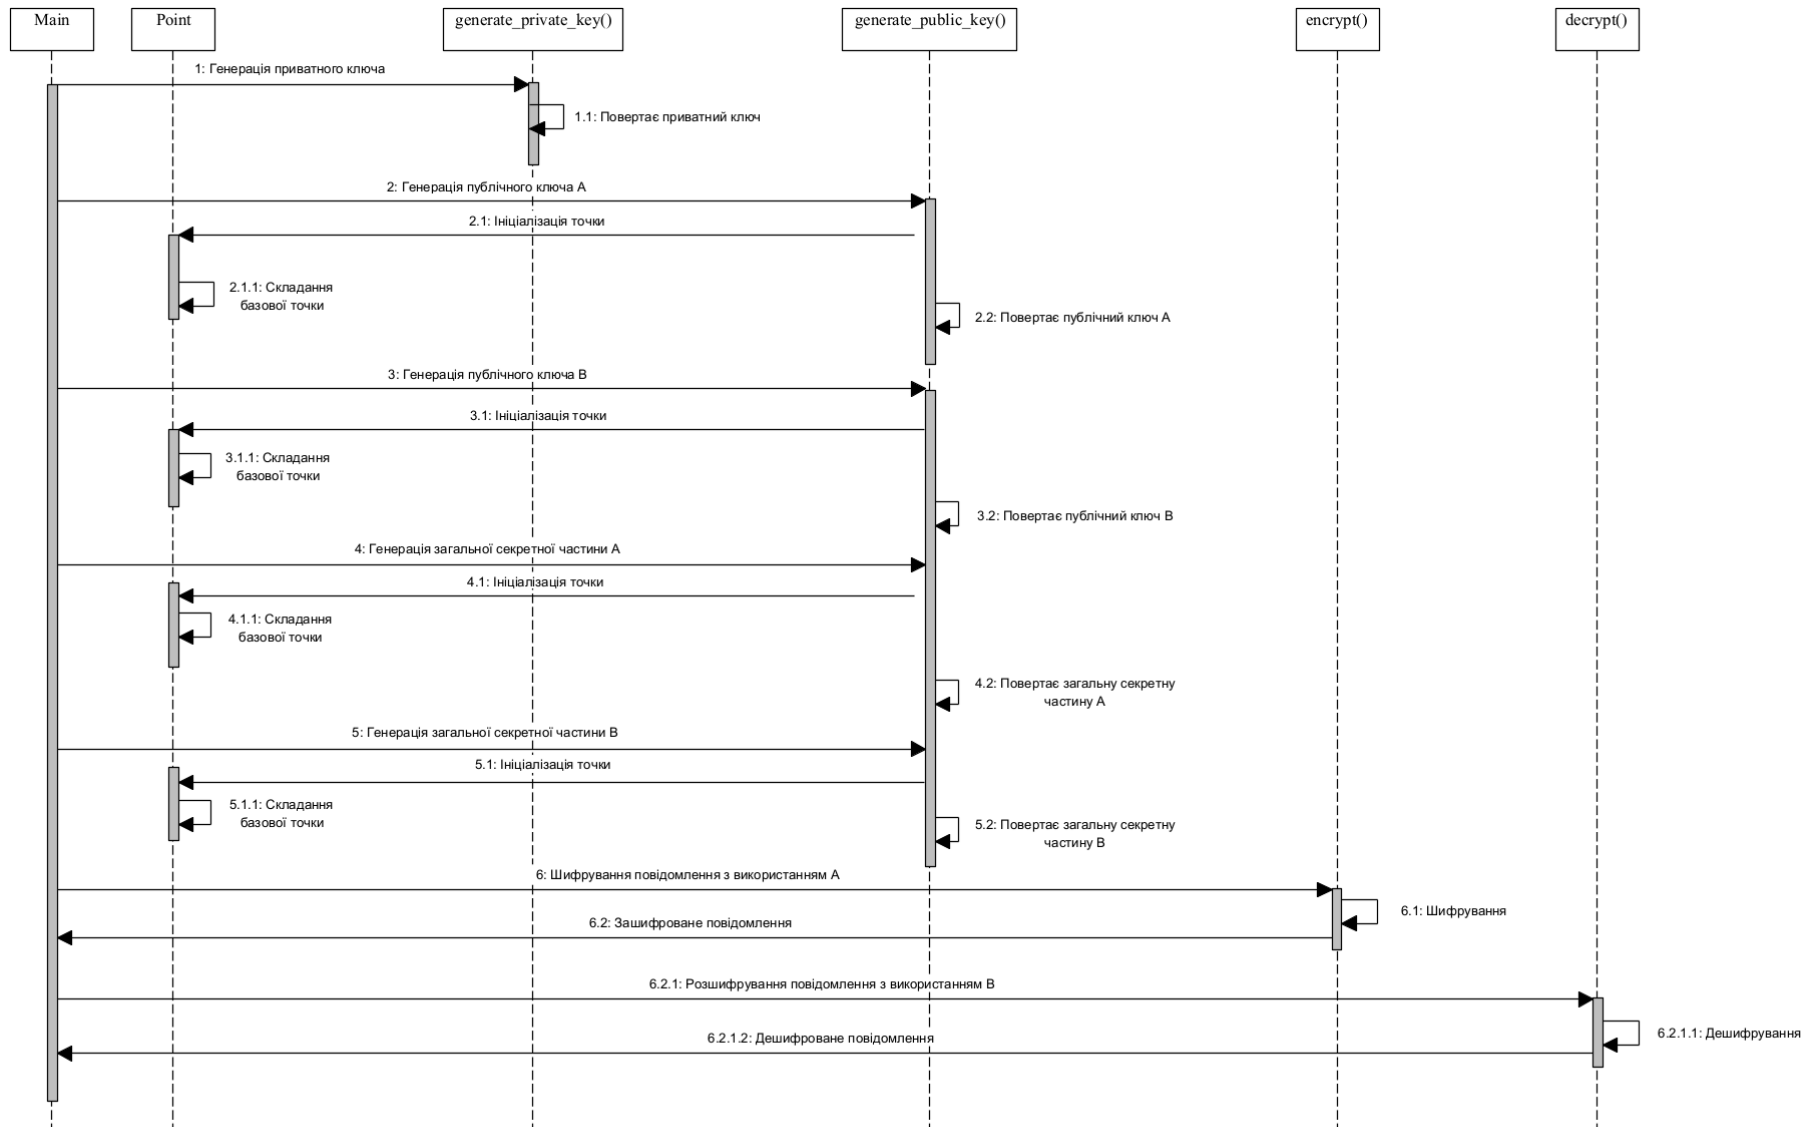 Main
Point
generate_private_key()
generate_public_key()
encrypt()
decrypt()
1: Генерація приватного ключа
1.1: Повертає приватний ключ
2: Генерація публічного ключа А
2.1: Ініціалізація точки
2.1.1: Складання
базової точки
2.2: Повертає публічний ключ А
3: Генерація публічного ключа В
3.1: Ініціалізація точки
3.1.1: Складання
базової точки
3.2: Повертає публічний ключ В
4: Генерація загальної секретної частини А
4.1: Ініціалізація точки
4.1.1: Складання
базової точки
4.2: Повертає загальну секретну
частину А
5: Генерація загальної секретної частини В
5.1: Ініціалізація точки
5.1.1: Складання
базової точки
5.2: Повертає загальну секретну
частину В
6: Шифрування повідомлення з використанням А
6.1: Шифрування
6.2: Зашифроване повідомлення
6.2.1: Розшифрування повідомлення з використанням В
6.2.1.1: Дешифрування
6.2.1.2: Дешифроване повідомлення